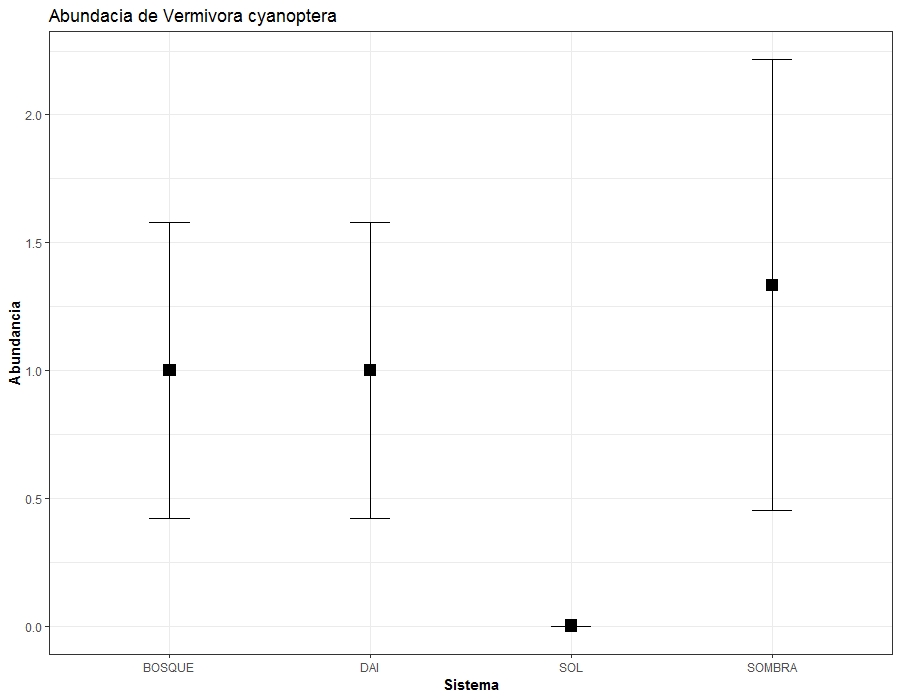 Abundacia de Vermivora cyanoptera
Abundancia
2.0
1.5
1.0
0.5
0.0
BOSQUE DAI SOL SOMBRA
Sistema